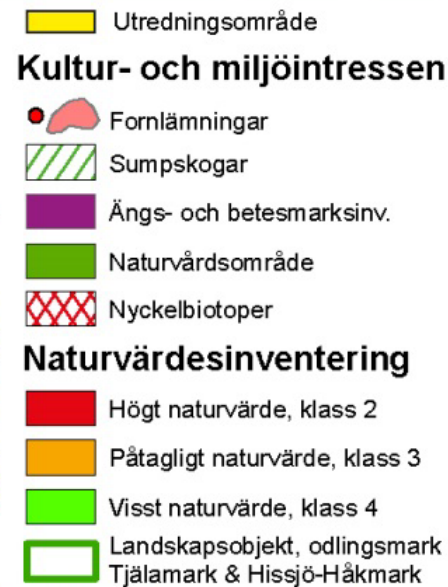 Utredningsområde
Kultur- och miljöintressen
Fornlämningar
Sumpskogar
Ängs- och betesmarksinv.
Naturvårdsområde
Nyckelbiotoper
Naturvärdesinventering
Högt naturvärde, klass 2
Påtagligt naturvärde, klass 3
Visst naturvärde, klass 4
Landskapsobjekt, odlingsmark
Tjälamark & Hissjö-Håkmark